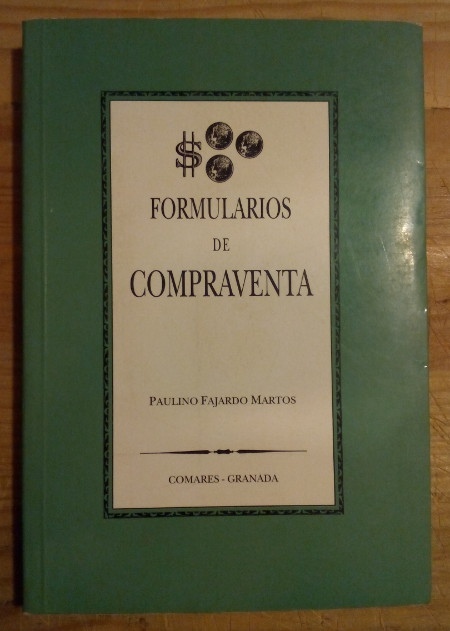 $
FORMULARIOS
DE
COMPRAVENTA
PAULINO FAJARDO MARTOS
COMARES - GRANADA